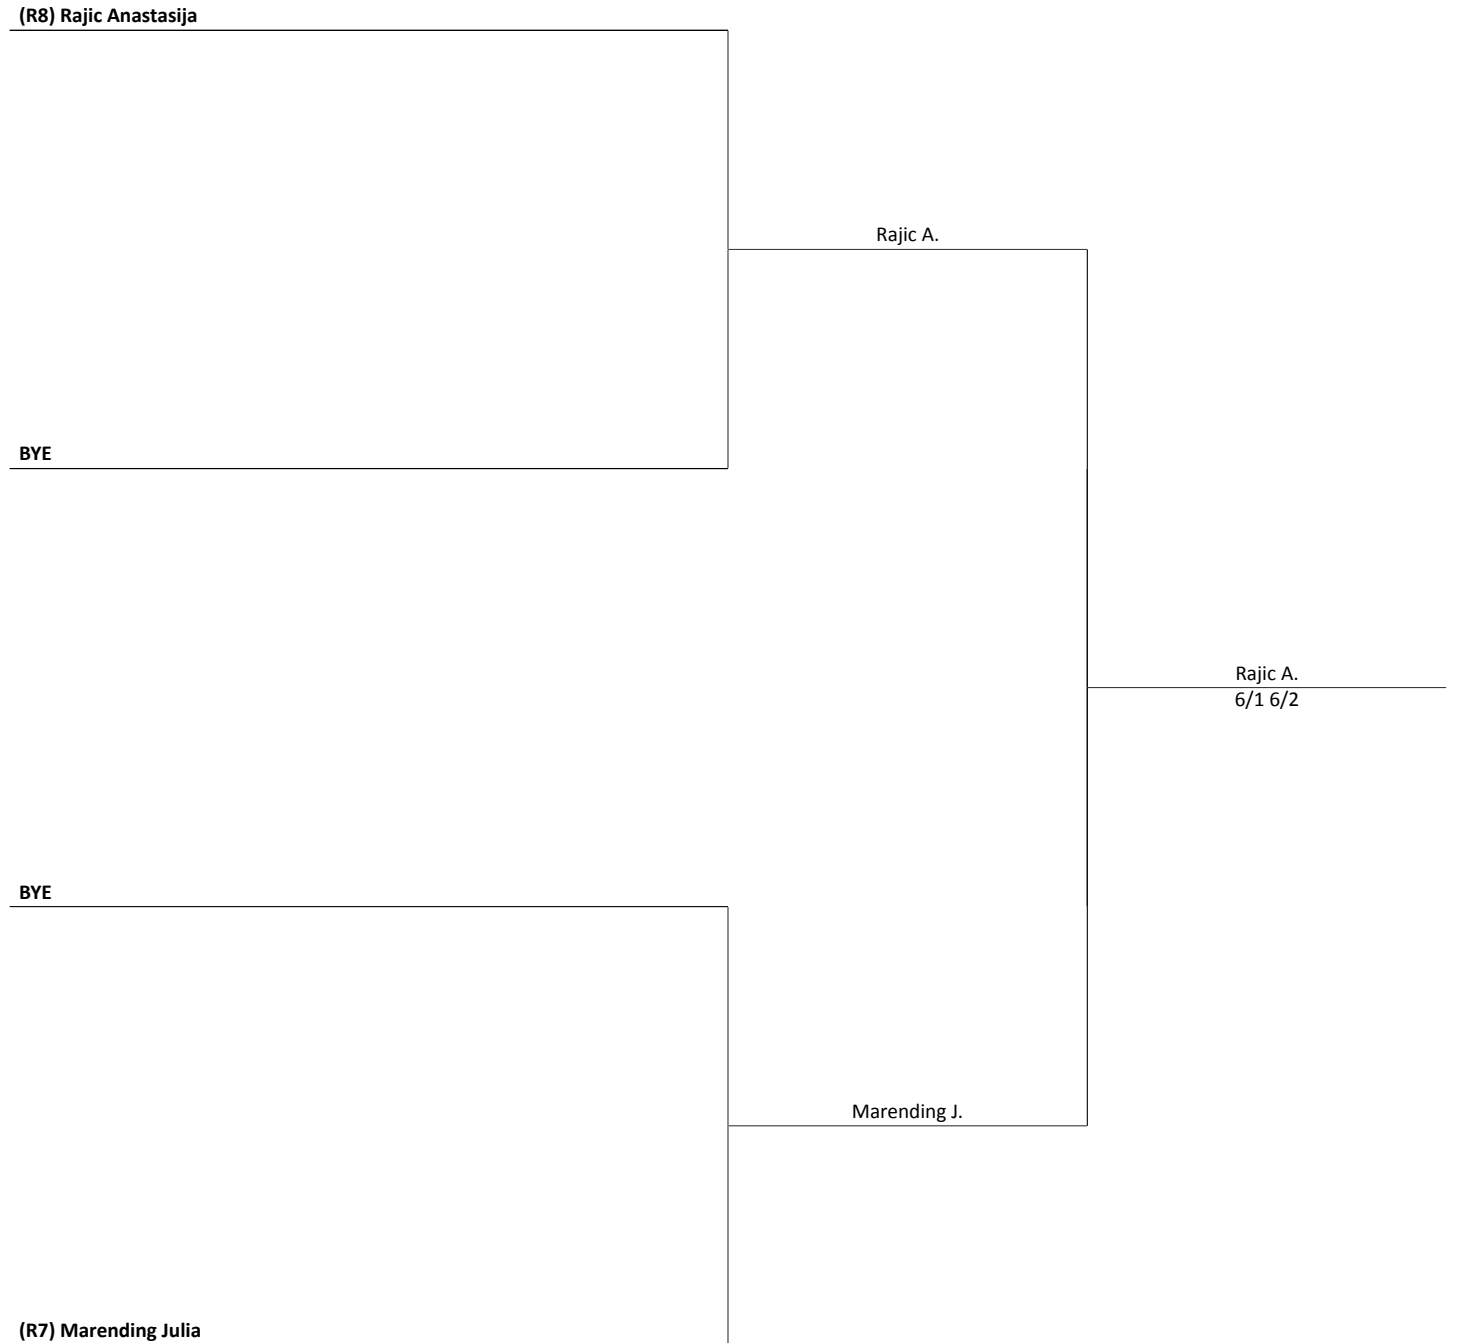 (R8) Rajic Anastasija
Rajic A.
BYE
Rajic A.
6/1 6/2
BYE
Marending J.
(R7) Marending Julia